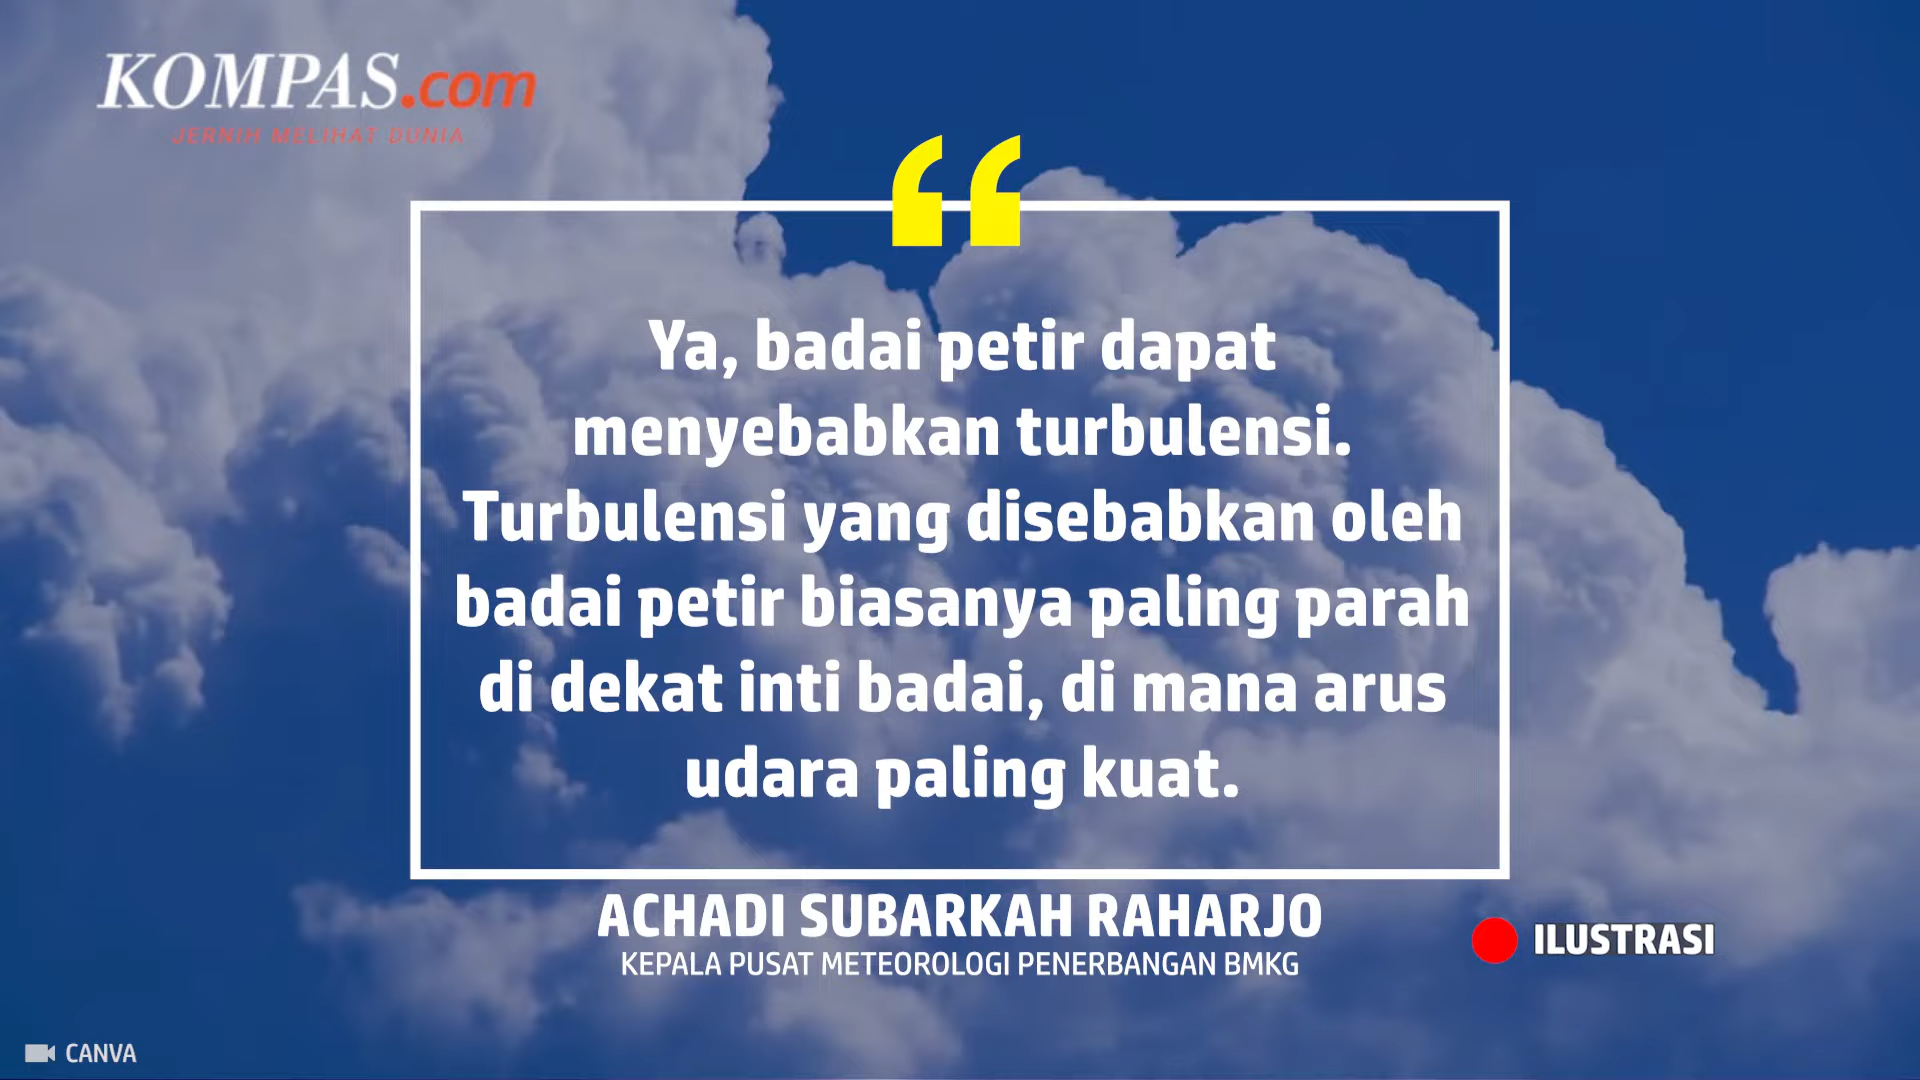 KOMPAS.com
JERNIH MELIHAT DUNIA
Ya, badai petir dapat
menyebabkan turbulensi.
Turbulensi yang disebabkan oleh
badai petir biasanya paling parah
di dekat inti badai, di mana arus
udara paling kuat.
ACHADI SUBARKAH RAHARJO
KEPALA PUSAT METEOROLOGI PENERBANGAN BMKG
ILUSTRASI
CANVA